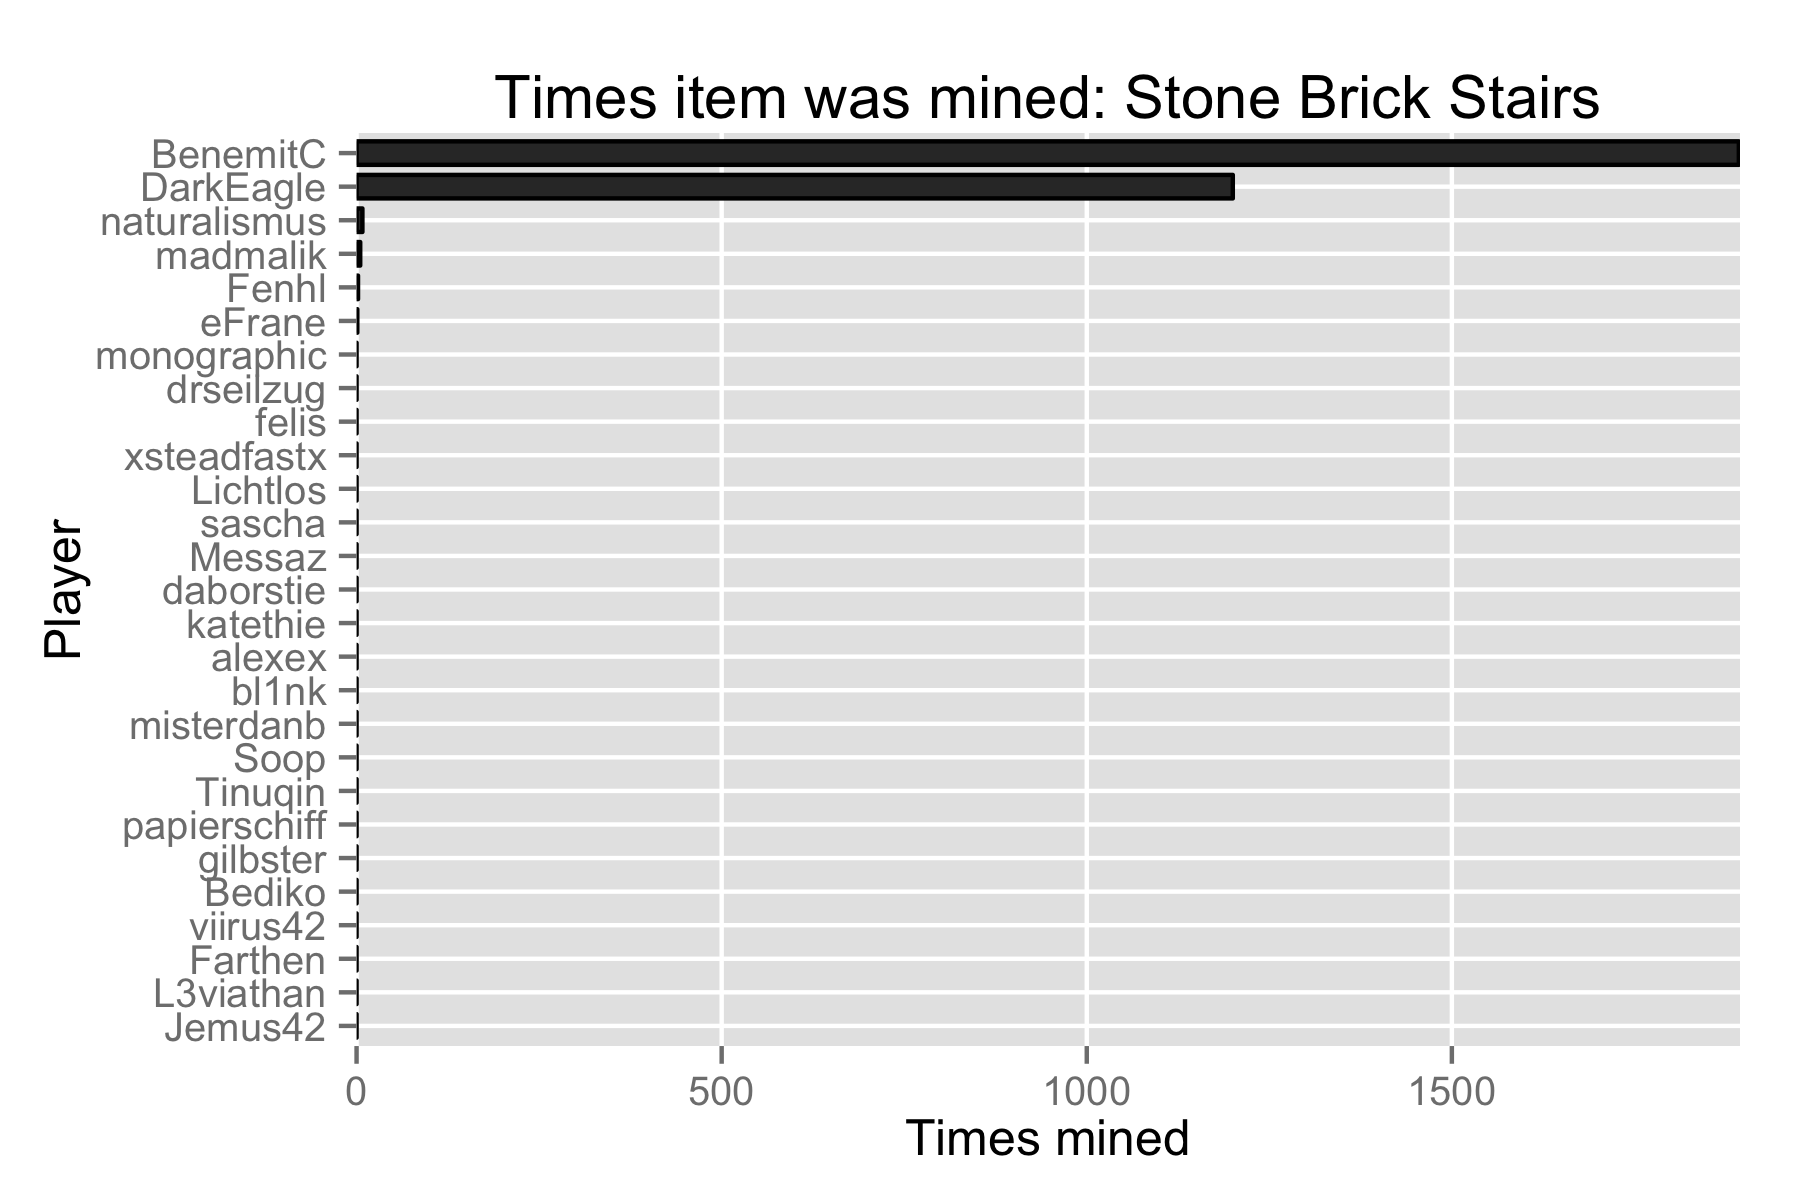 Times item was mined: Stone Brick Stairs
BenemitC
DarkEagle
naturalismus
madmalik
Fenhl
eFrane
monographic
drseilzug
felis
xsteadfastx
Lichtlos
sascha
Messaz
daborstie
katethie
alexex
bl1nk
misterdanb
Soop
Tinuqin
papierschiff
gilbster
Bediko
viirus42
Farthen
L3viathan
Jemus42
Player
0 500 1000 1500
Times mined